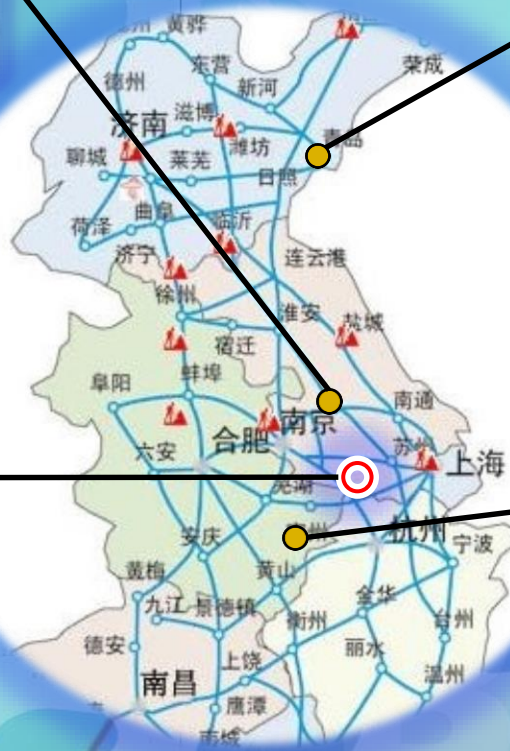 黄骅
德州
东营
新河
荣成
济南
滋博
潍坊
青岛
聊城
莱芜
日照
菏泽
曲阜
临沂
济宁
连云港
徐州
淮安
盐城
宿迁
阜阳
蚌埠
南京
南通
六安
合肥
苏州
上海
芜湖
安庆
杭州
宁波
黄梅
黄山
九江
景德镇
衢州
金华
台州
德安
上饶
丽水
温州
南昌
鹰潭